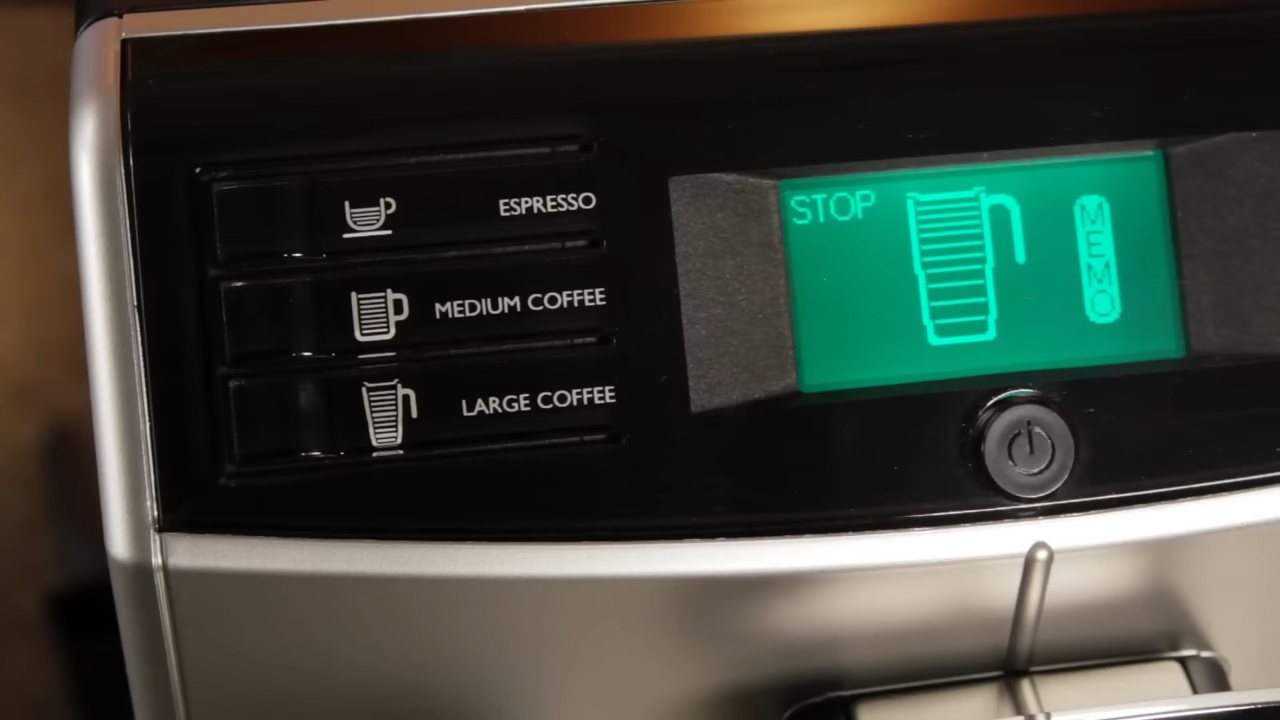 ESPRESSO
MEDIUM COFFEE
LARGE COFFEE
STOP
MEMO